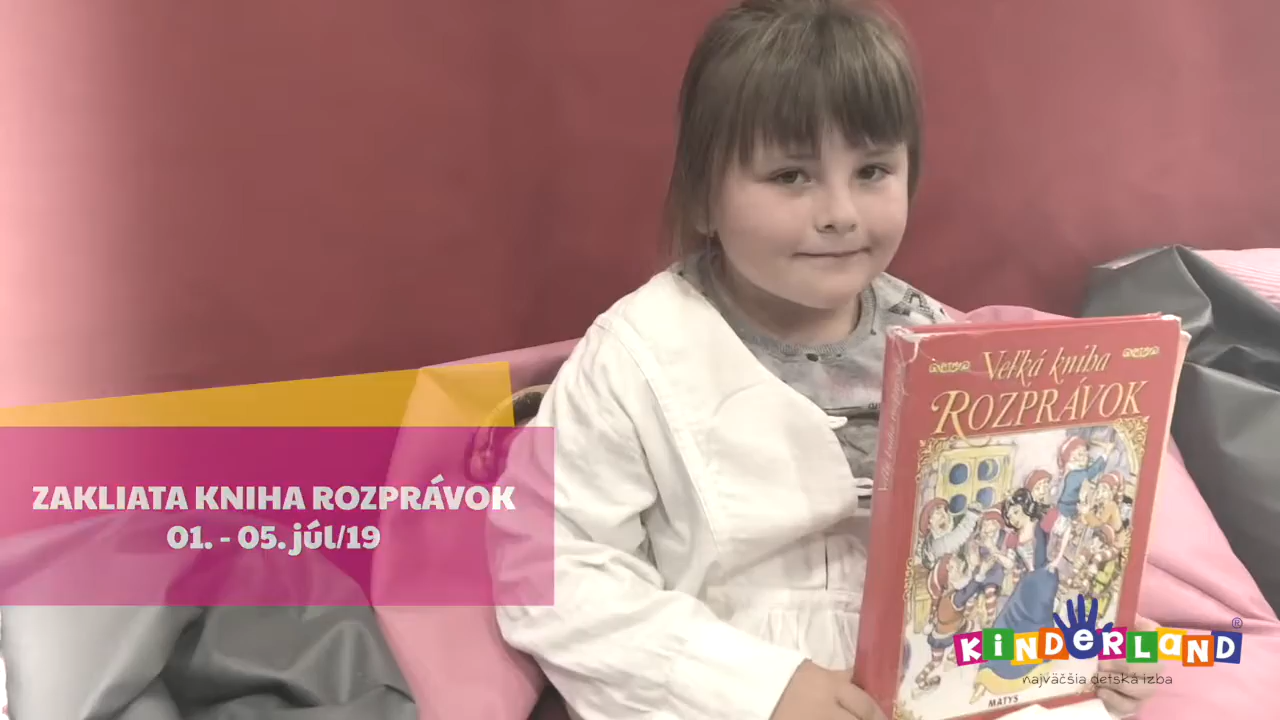 Veľká kniha
ROZPRÁVOK
ZAKLIATA KNIHA ROZPRÁVOK
01. - 05. júl/19
MATYS
KINDERLAND®
najväčšia detská izba